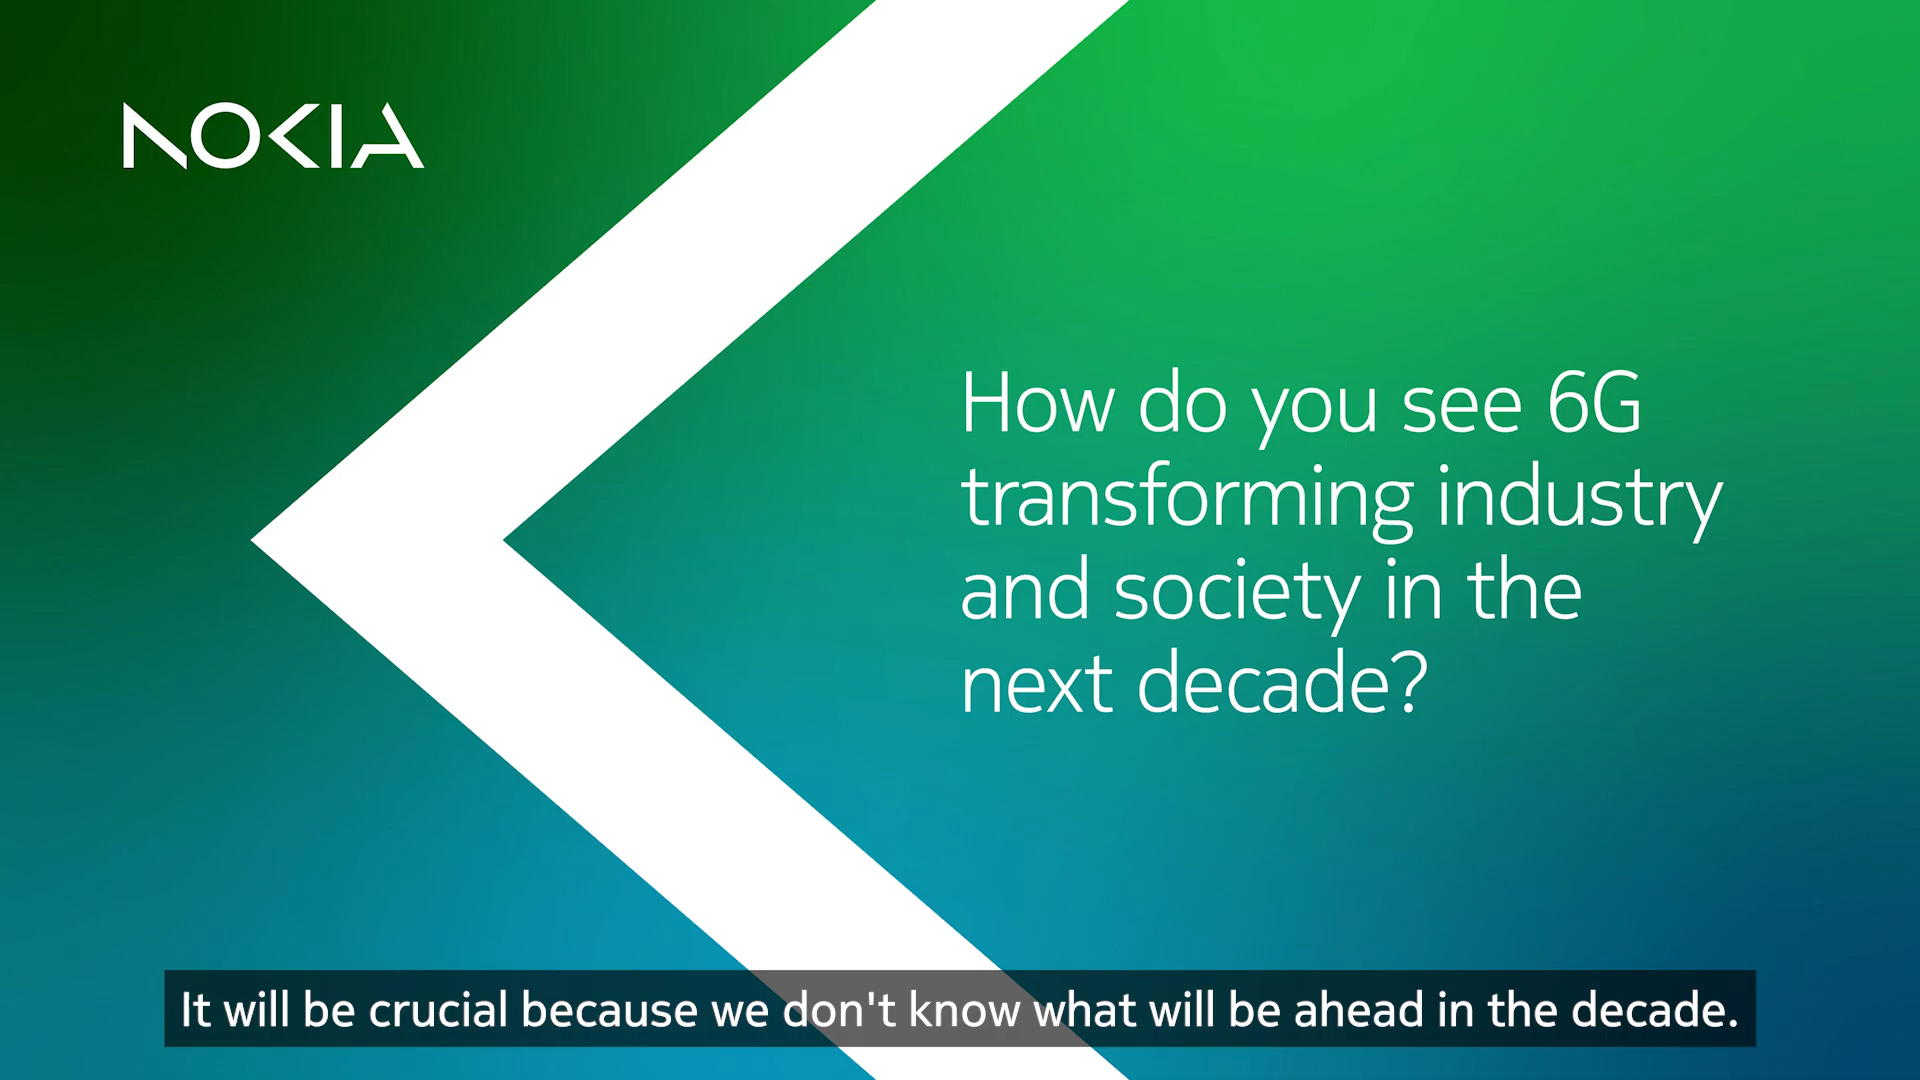 NOKIA
How do you see 6G
transforming industry
and society in the
next decade?
It will be crucial because we don't know what will be ahead in the decade.